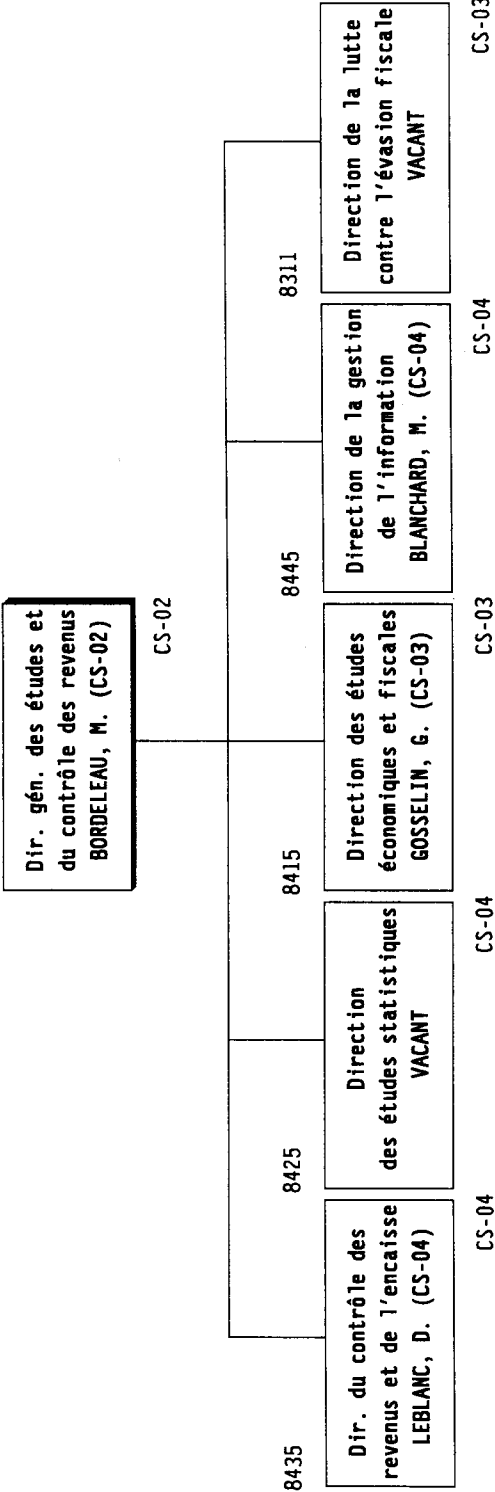 Dir. gén. des études et
du contrôle des revenus
BORDELEAU, M. (CS-02)
CS-02
8435
Dir. du contrôle des
revenus et de l'encaisse
LEBLANC, D. (CS-04)
CS-04
8425
Direction
des études statistiques
VACANT
CS-04
8415
Direction des études
économiques et fiscales
GOSSELIN, G. (CS-03)
CS-03
8445
Direction de la gestion
de l'information
BLANCHARD, M. (CS-04)
CS-04
8311
Direction de la lutte
contre l'évasion fiscale
VACANT
CS-03